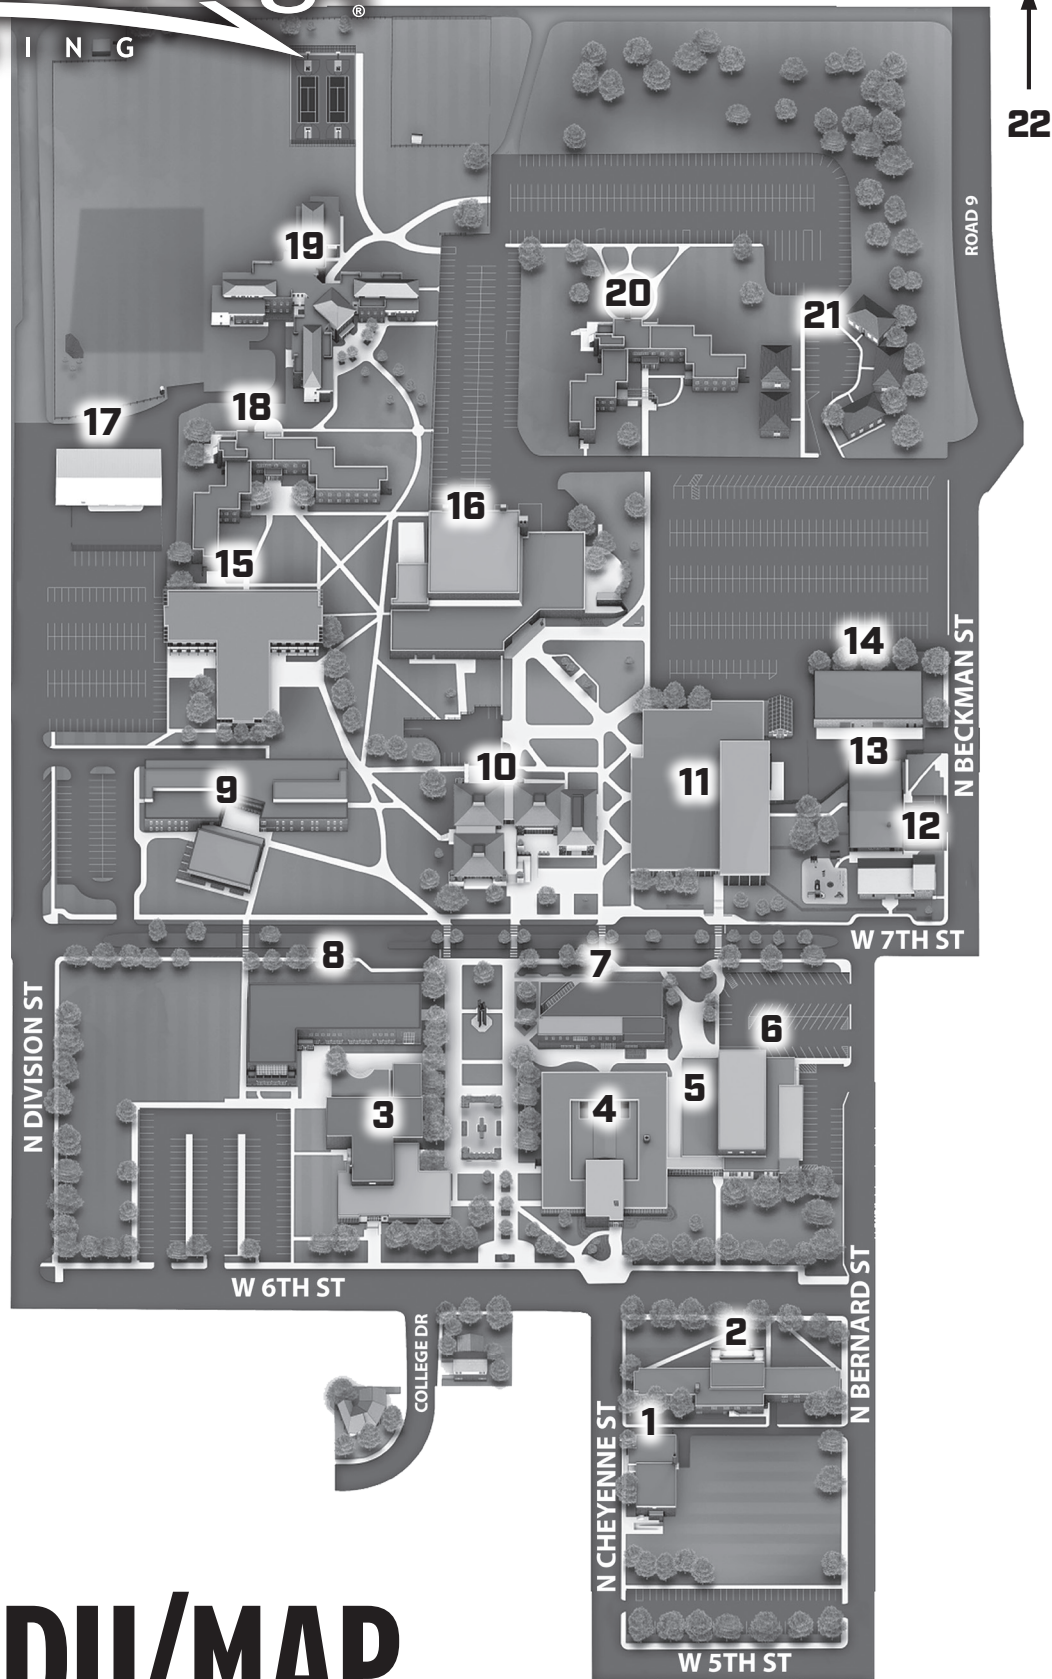 ®
I N G
22
ROAD 9
19
20
21
17
18
16
15
14
N BECKMAN ST
13
10
11
9
12
W 7TH ST
8
7
N DIVISION ST
6
5
3
4
W 6TH ST
N BERNARD ST
COLLEGE DR
2
1
N CHEYENNE ST
W 5TH ST